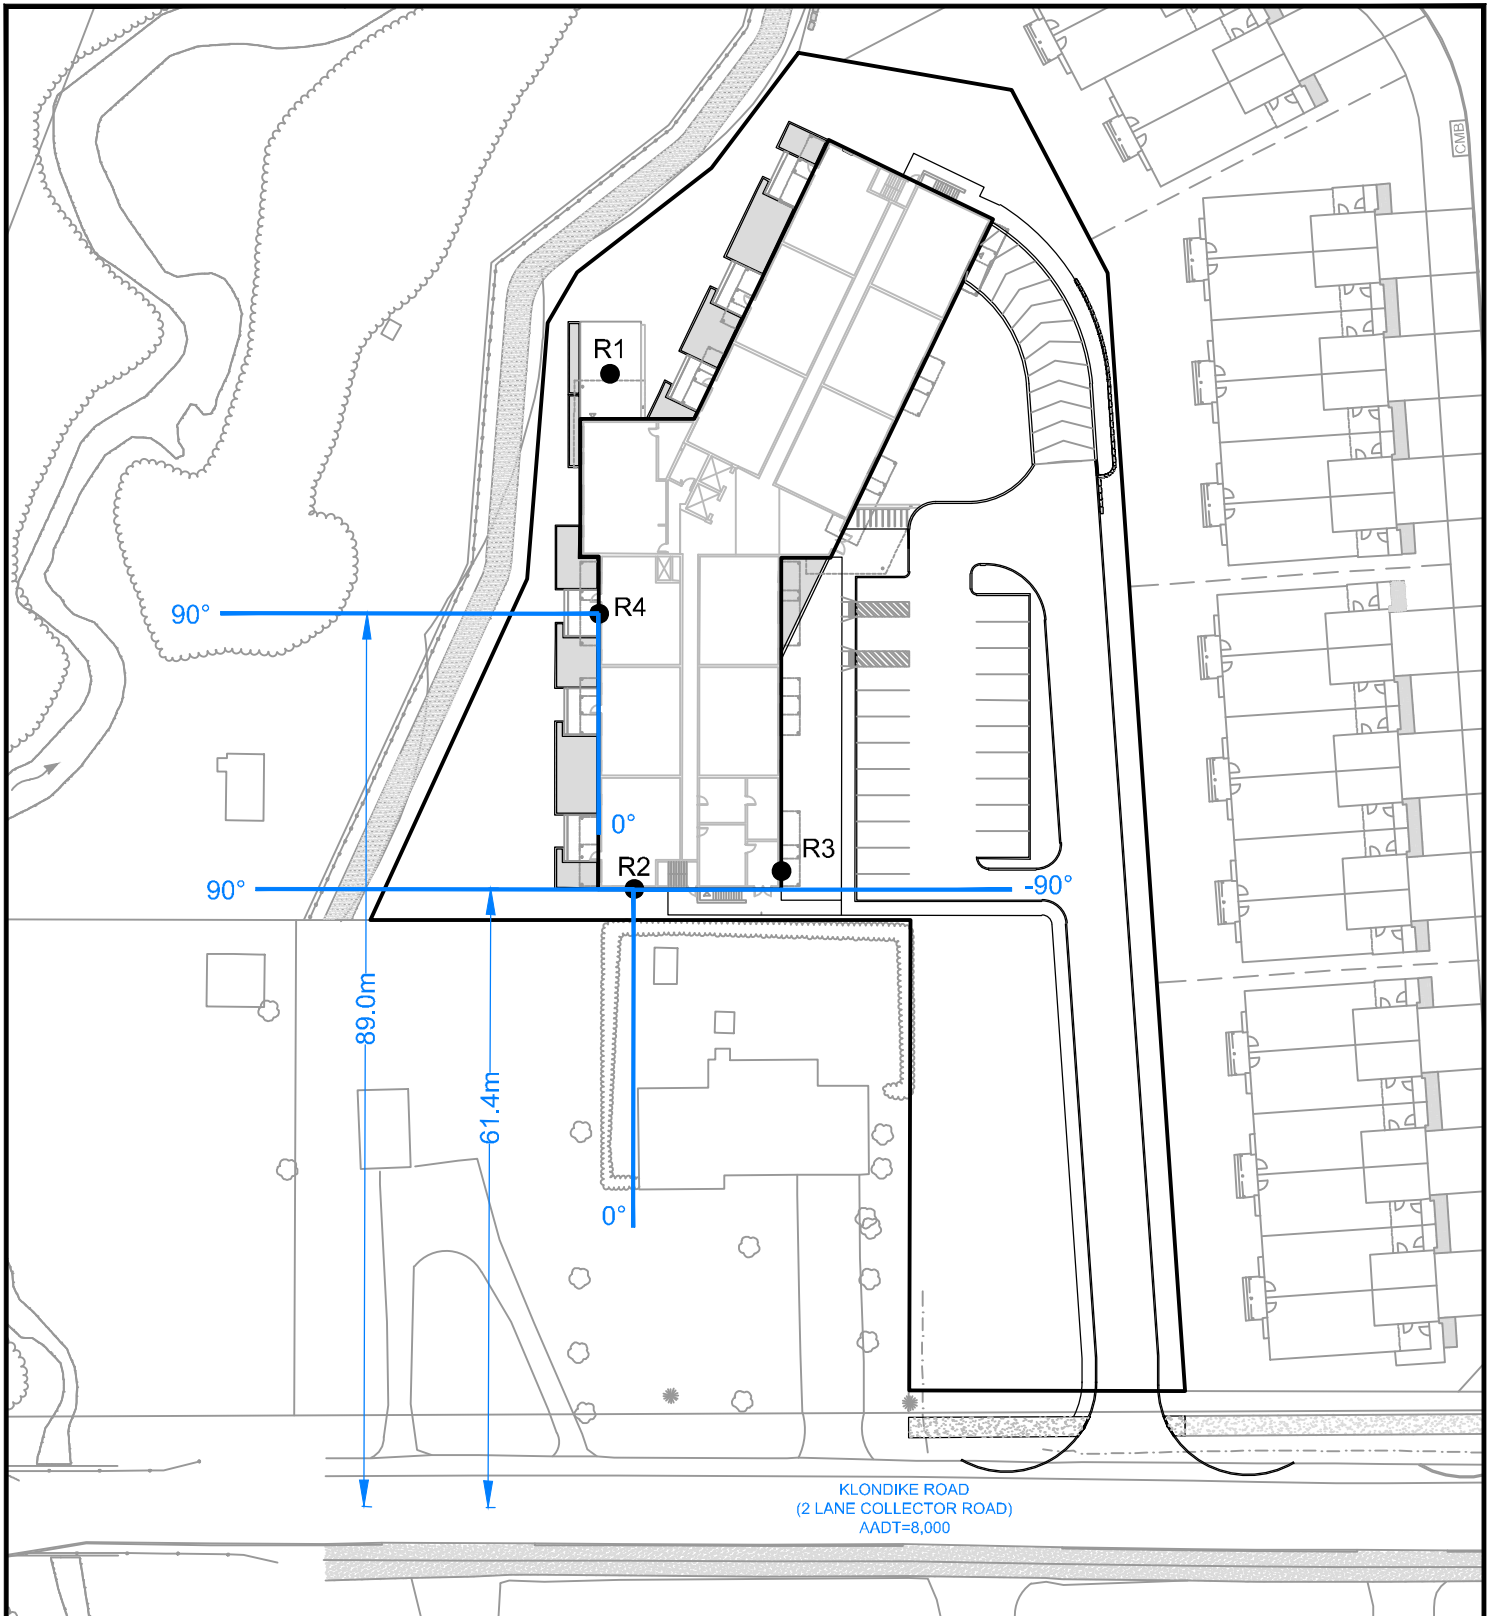 CMB
R1
90°
R4
0°
R3
R2
90°
-90°
89.0m
61.4m
0°
KLONDIKE ROAD
(2 LANE COLLECTOR ROAD)
AADT=8,000